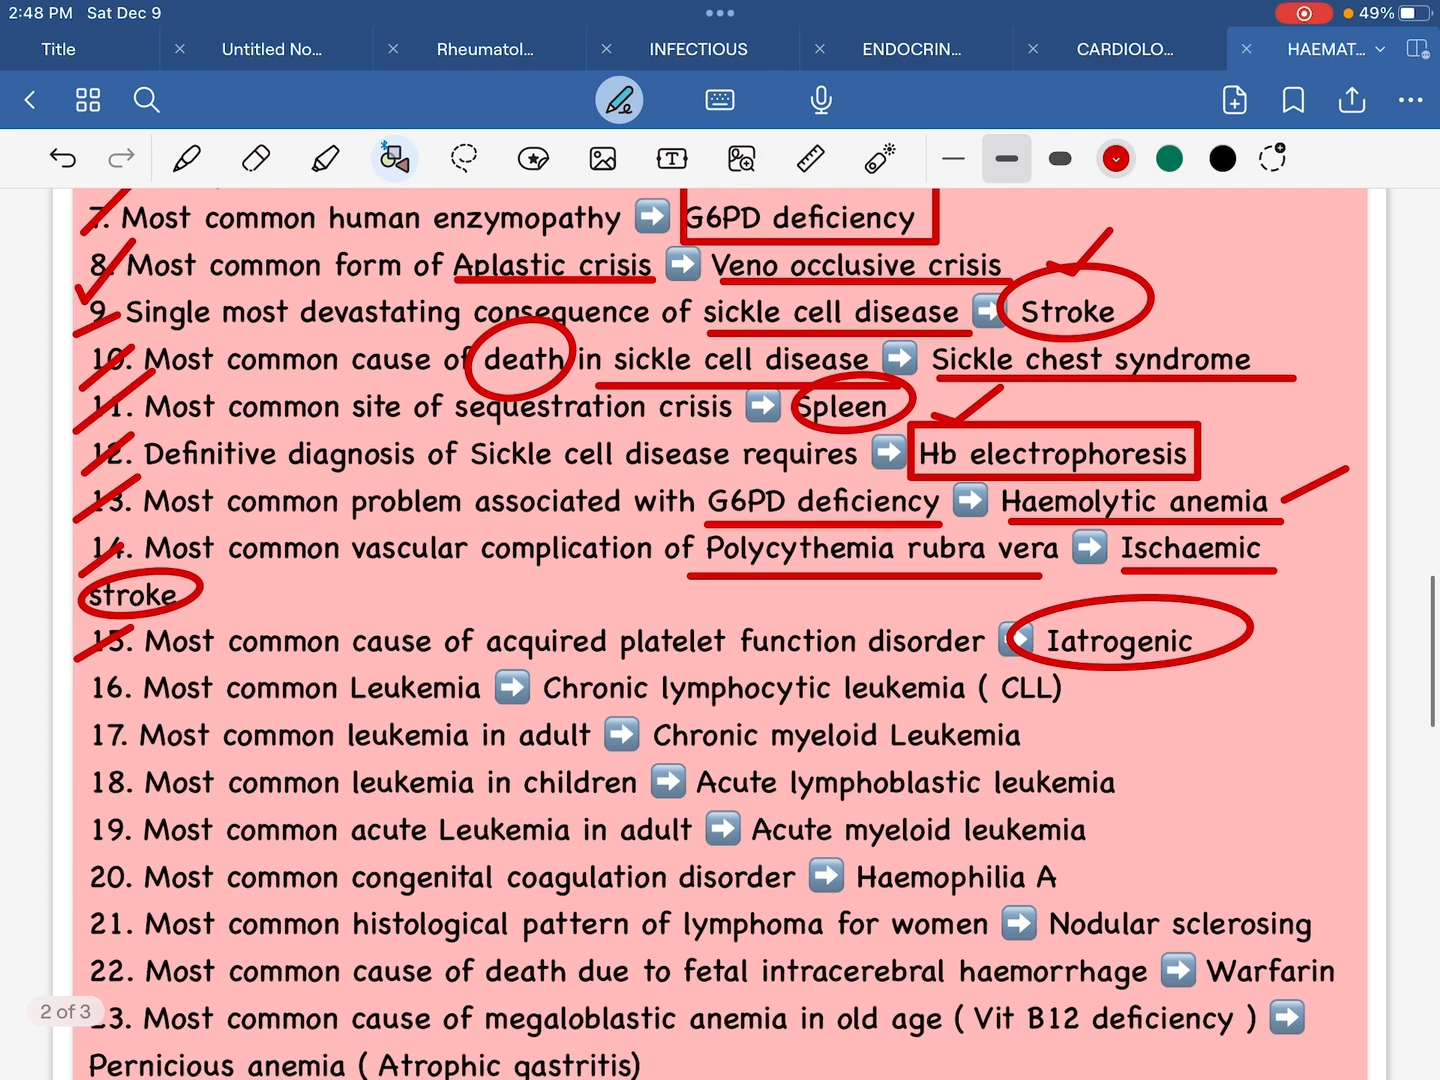 2:48 PM Sat Dec 9
49%
Title
Untitled No...
Rheumatol...
INFECTIOUS
ENDOCRIN...
CARDIOLO...
HAEMAT...
7. Most common human enzymopathy ➡ G6PD deficiency
8. Most common form of Aplastic crisis ➡ Veno occlusive crisis
9. Single most devastating consequence of sickle cell disease ➡ Stroke
10. Most common cause of death in sickle cell disease ➡ Sickle chest syndrome
11. Most common site of sequestration crisis ➡ Spleen
12. Definitive diagnosis of Sickle cell disease requires ➡ Hb electrophoresis
13. Most common problem associated with G6PD deficiency ➡ Haemolytic anemia
14. Most common vascular complication of Polycythemia rubra vera ➡ Ischaemic
stroke
15. Most common cause of acquired platelet function disorder ➡ Iatrogenic
16. Most common Leukemia ➡ Chronic lymphocytic leukemia ( CLL)
17. Most common leukemia in adult ➡ Chronic myeloid Leukemia
18. Most common leukemia in children ➡ Acute lymphoblastic leukemia
19. Most common acute Leukemia in adult ➡ Acute myeloid leukemia
20. Most common congenital coagulation disorder ➡ Haemophilia A
21. Most common histological pattern of lymphoma for women ➡ Nodular sclerosing
22. Most common cause of death due to fetal intracerebral haemorrhage ➡ Warfarin
2 of 3
23. Most common cause of megaloblastic anemia in old age ( Vit B12 deficiency ) ➡
Pernicious anemia ( Atrophic gastritis)